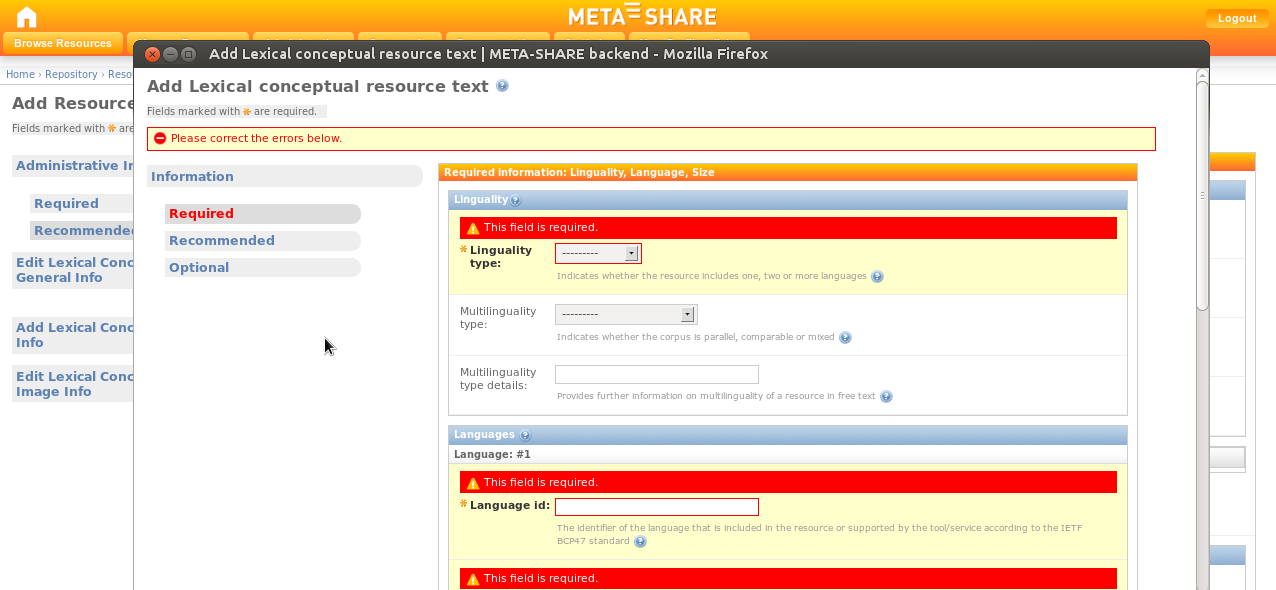 META SHARE
Logout
Browse Resources
Add Lexical conceptual resource text | META-SHARE backend - Mozilla Firefox
Home › Repository › Reso
Add Resource
Fields marked with * are
Administrative In
Required
Recommended
Edit Lexical Conc
General Info
Add Lexical Conc
Info
Edit Lexical Conc
Image Info
Add Lexical conceptual resource text
Fields marked with * are required.
Please correct the errors below.
Information
Required
Recommended
Optional
Required information: Linguality, Language, Size
Linguality
This field is required.
* Linguality
type:
---------
Indicates whether the resource includes one, two or more languages
Multilinguality
type:
---------
Indicates whether the corpus is parallel, comparable or mixed
Multilinguality
type details:
Provides further information on multilinguality of a resource in free text
Languages
Language: #1
This field is required.
* Language id:
The identifier of the language that is included in the resource or supported by the tool/service according to the IETF
BCP47 standard
This field is required.